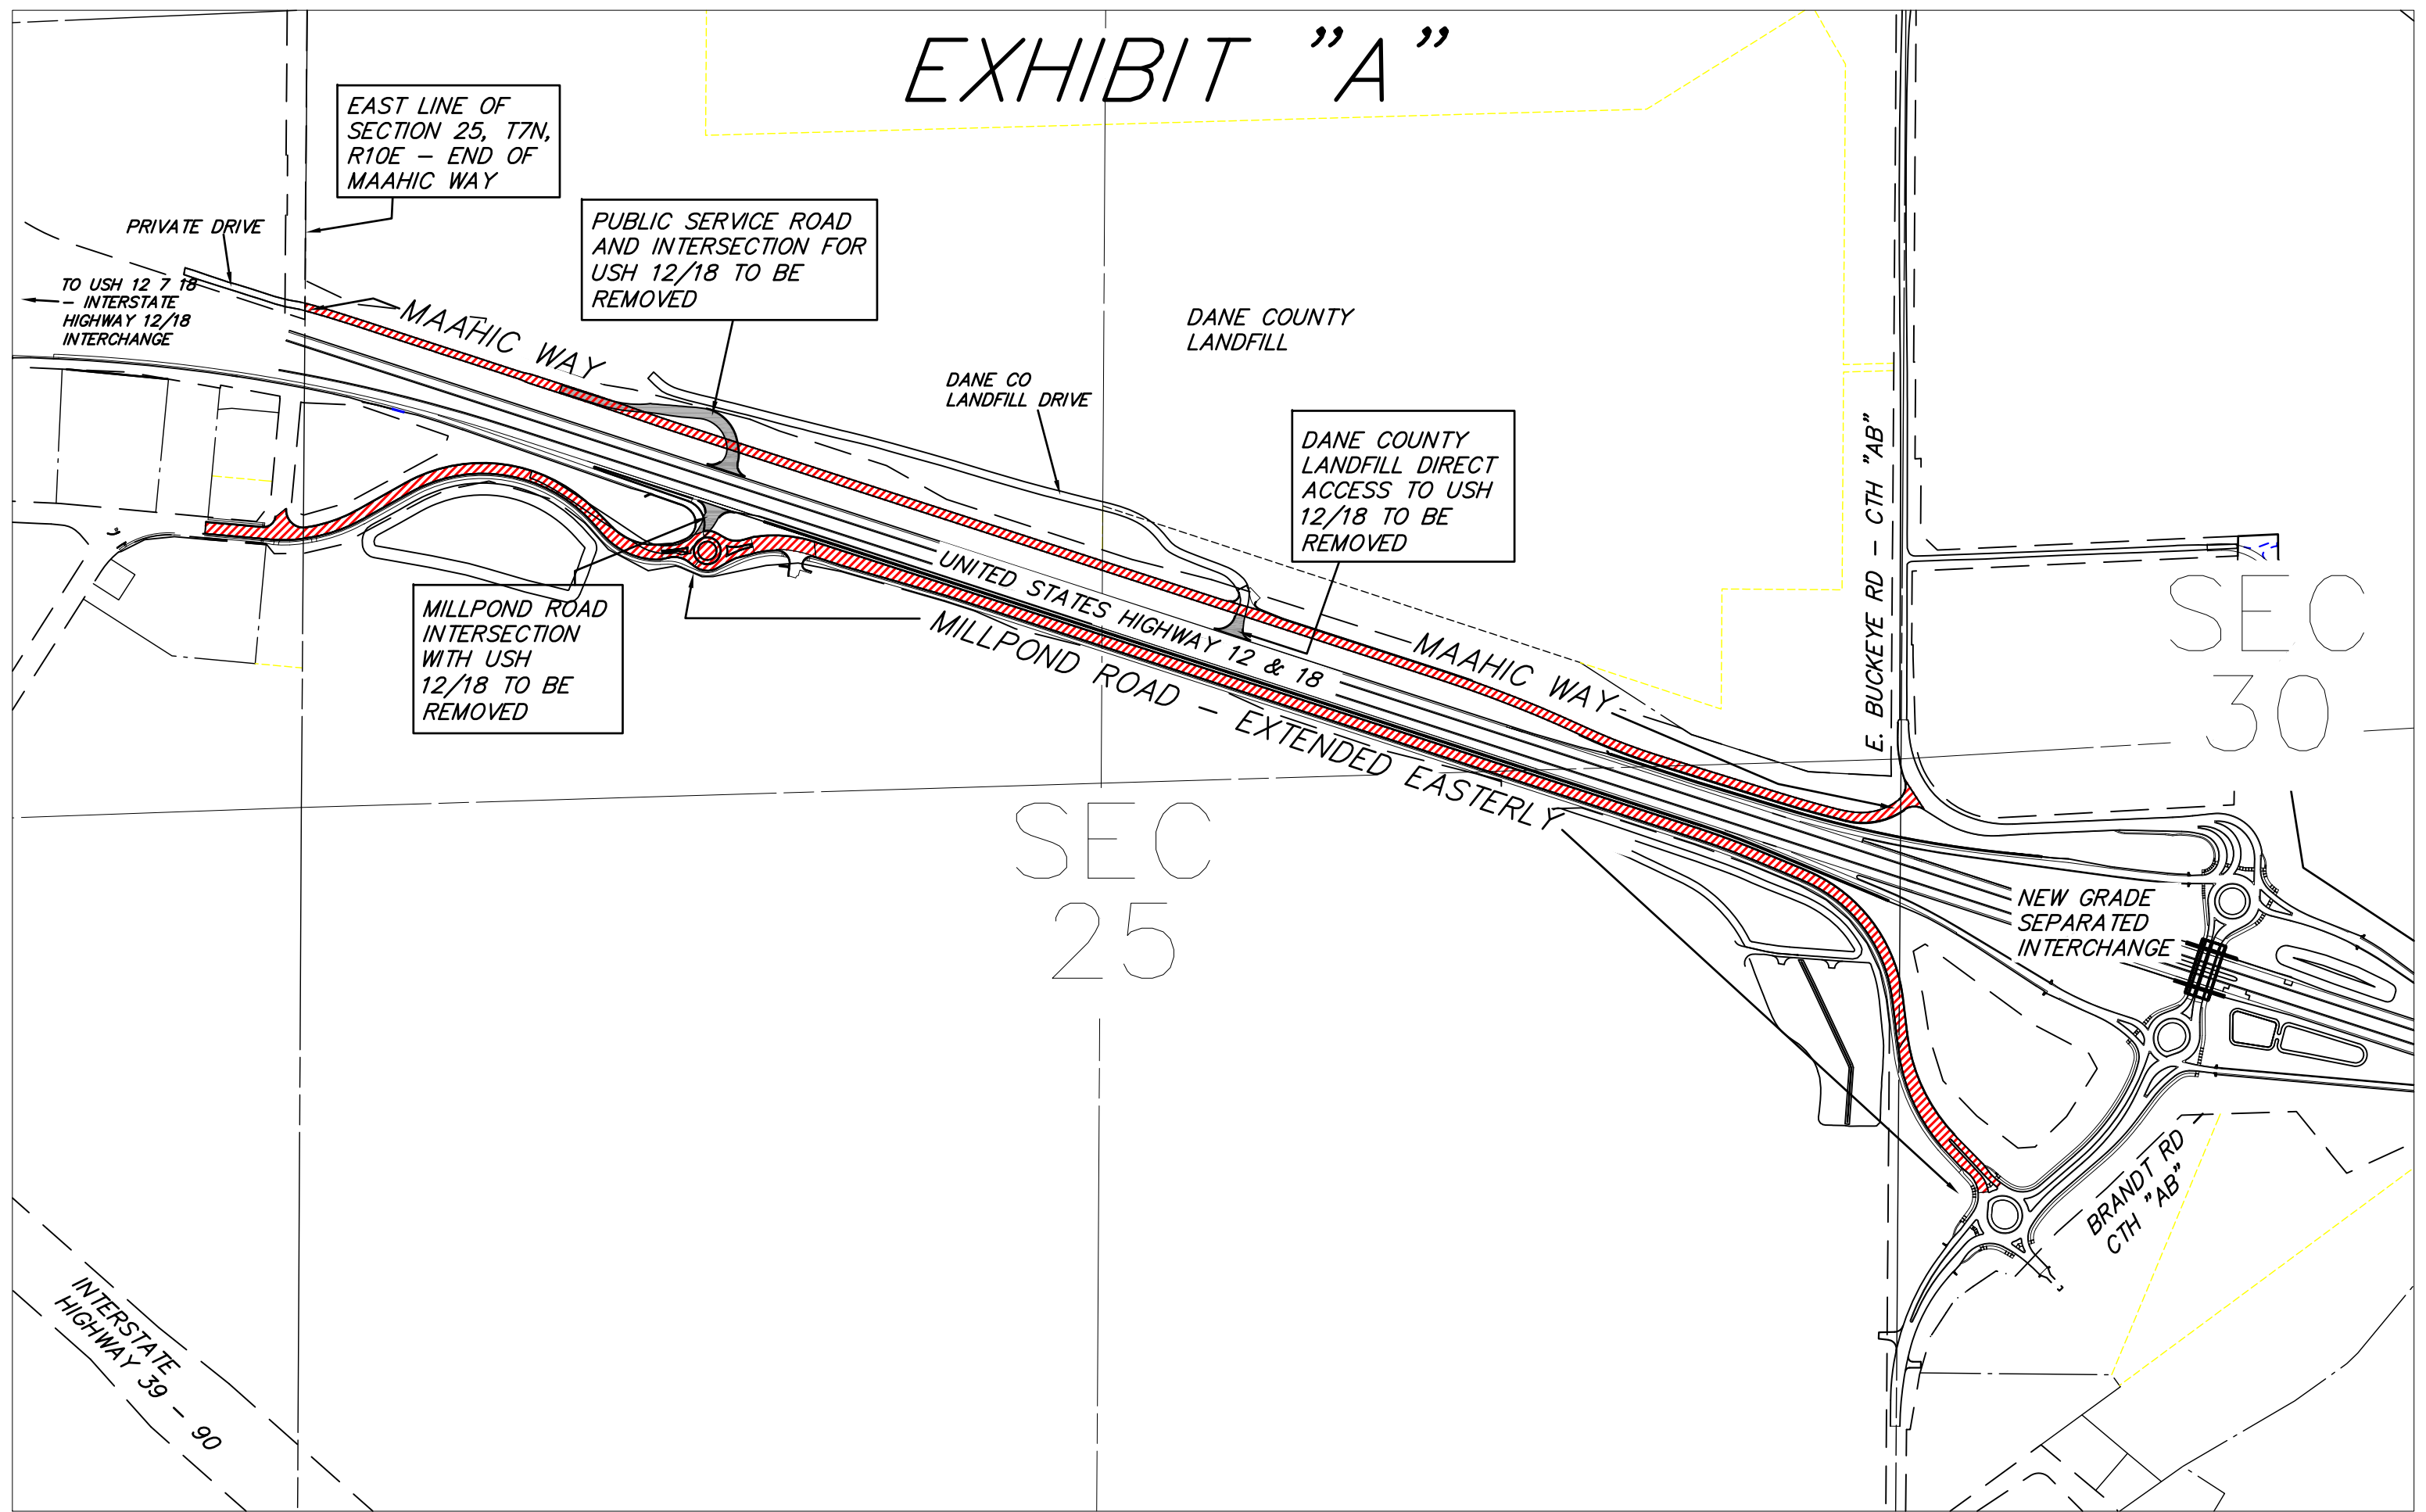 EXHIBIT "A"
EAST LINE OF
SECTION 25, T7N,
R10E – END OF
MAAHIC WAY
PRIVATE DRIVE
PUBLIC SERVICE ROAD
AND INTERSECTION FOR
USH 12/18 TO BE
REMOVED
TO USH 12 7 18
– INTERSTATE
HIGHWAY 12/18
INTERCHANGE
MAAHIC WAY
DANE COUNTY
LANDFILL
DANE CO
LANDFILL DRIVE
DANE COUNTY
LANDFILL DIRECT
ACCESS TO USH
12/18 TO BE
REMOVED
E. BUCKEYE RD – CTH "AB"
MILLPOND ROAD
INTERSECTION
WITH USH
12/18 TO BE
REMOVED
UNITED STATES HIGHWAY 12 & 18
MILLPOND ROAD – EXTENDED EASTERLY
MAAHIC WAY
SEC
30
SEC
25
NEW GRADE
SEPARATED
INTERCHANGE
BRANDT RD
CTH "AB"
INTERSTATE
HIGHWAY 39 – 90